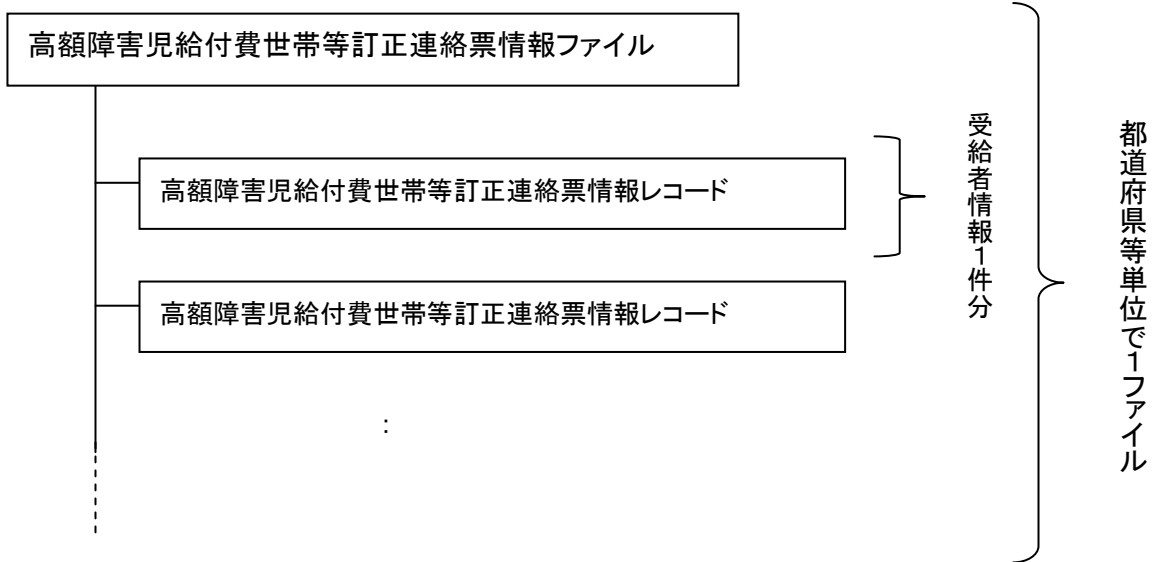 高額障害児給付費世帯等訂正連絡票情報ファイル
高額障害児給付費世帯等訂正連絡票情報レコード
受給者情報1件分
高額障害児給付費世帯等訂正連絡票情報レコード
:
都道府県等単位で1ファイル